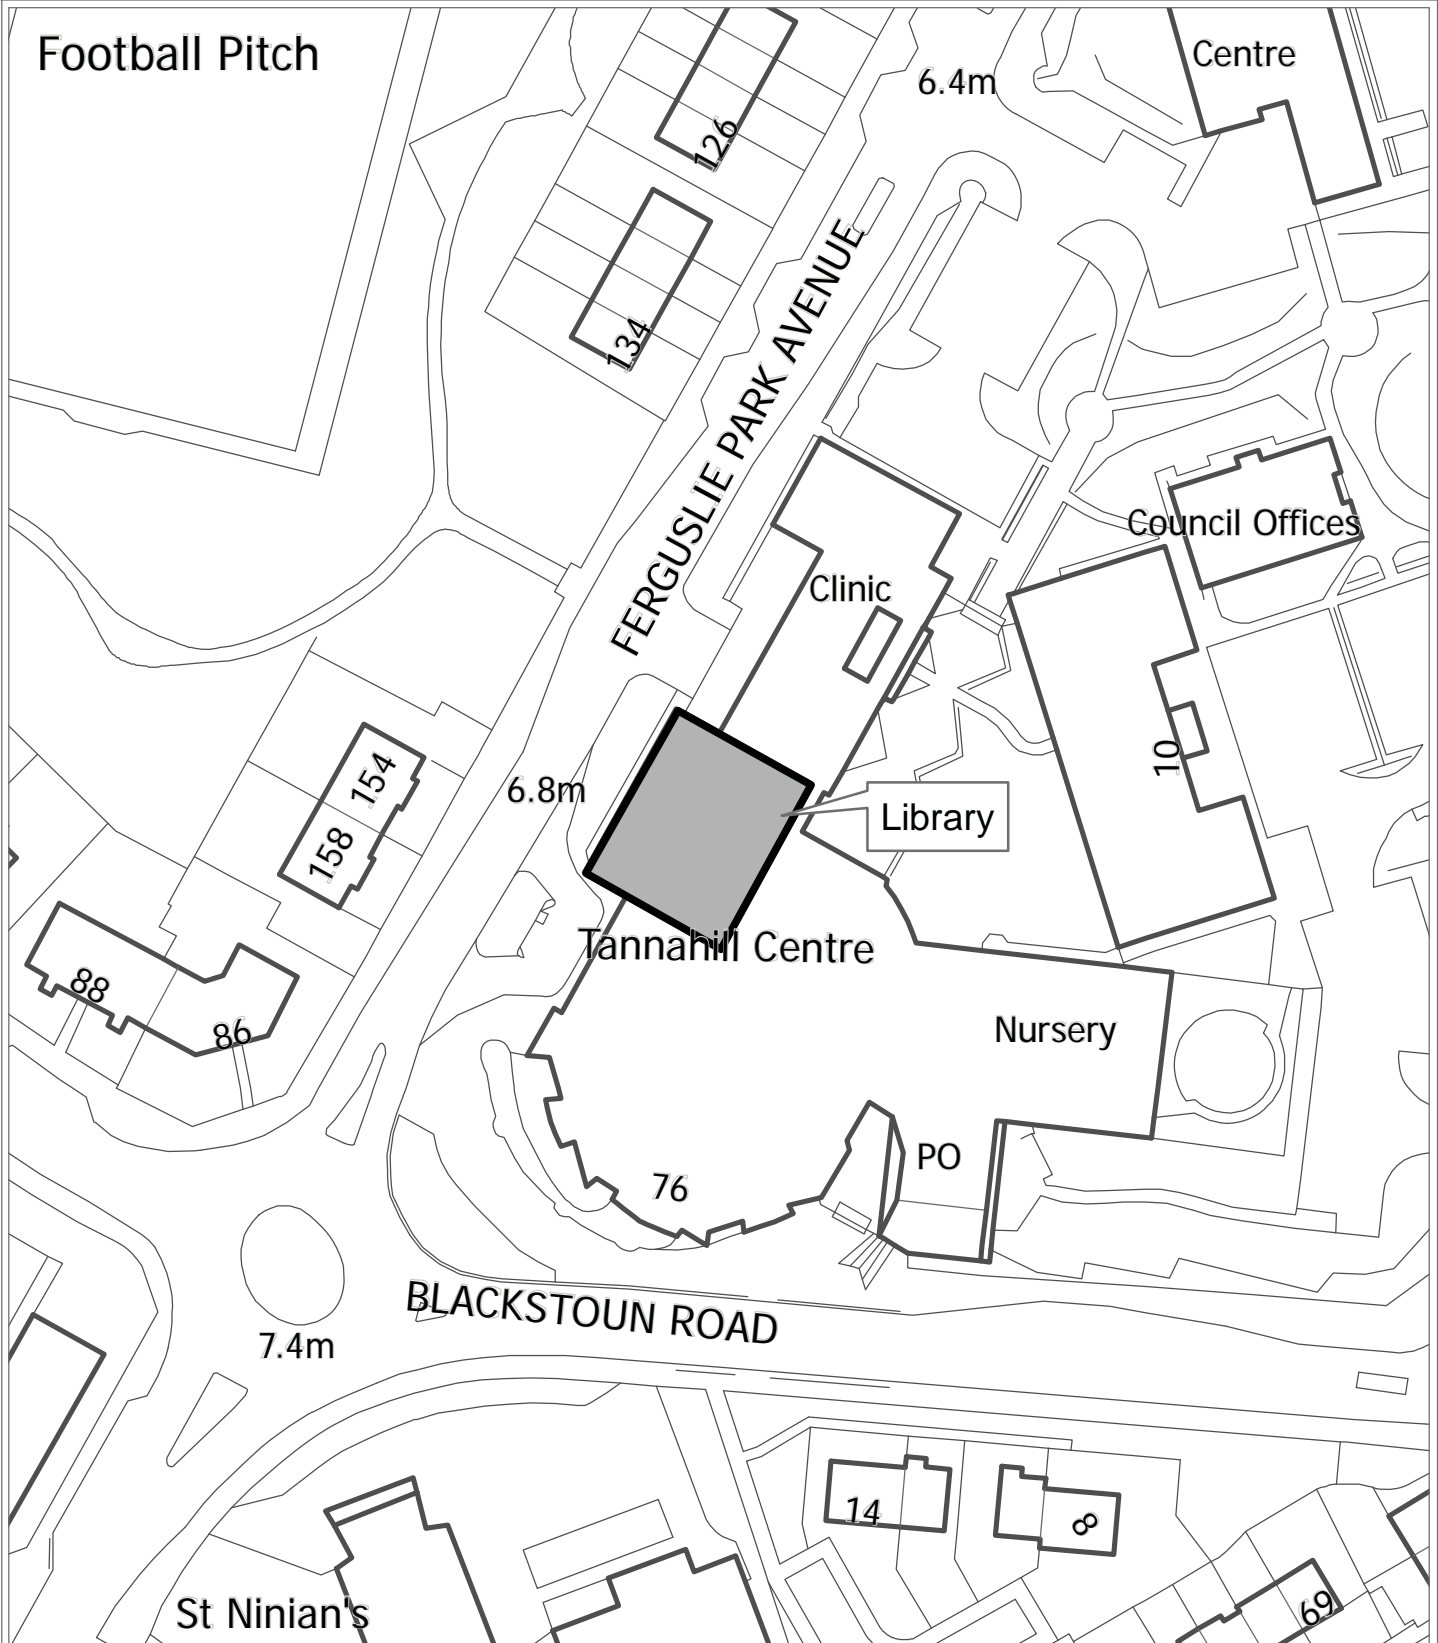 Football Pitch
Centre
6.4m
126
134
FERGUSLIE PARK AVENUE
Council Offices
Clinic
10
154
6.8m
Library
158
Tannahill Centre
88
86
Nursery
PO
76
BLACKSTOUN ROAD
7.4m
14
8
St Ninian's
69